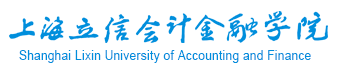 上海立信会计金融学院
Shanghai Lixin University of Accounting and Finance